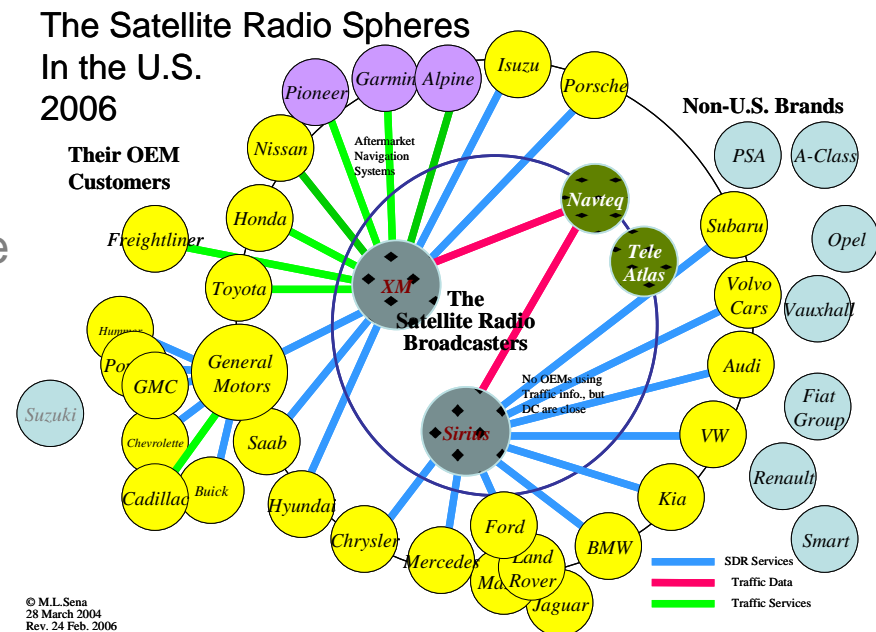 The Satellite Radio Spheres
In the U.S.
2006
Their OEM
Customers
Non-U.S. Brands
Pioneer
Garmin
Alpine
Isuzu
Porsche
Nissan
Aftermarket
Navigation
Systems
PSA
A-Class
Honda
Navteq
Subaru
Freightliner
Opel
e
Tele
Atlas
Toyota
XM
Volvo
Cars
Vauxhall
The
Satellite Radio
Broadcasters
Hummer
General
Motors
Audi
GMC
No OEMs using
Traffic info., but
DC are close
Fiat
Group
Suzuki
Chevrolette
Saab
Sirius
VW
Cadillac
Buick
Hyundai
Kia
Renault
Chrysler
Ford
Mercedes
BMW
Smart
Land
Rover
Jaguar
SDR Services
Traffic Data
Traffic Services
© M.L.Sena
28 March 2004
Rev. 24 Feb. 2006